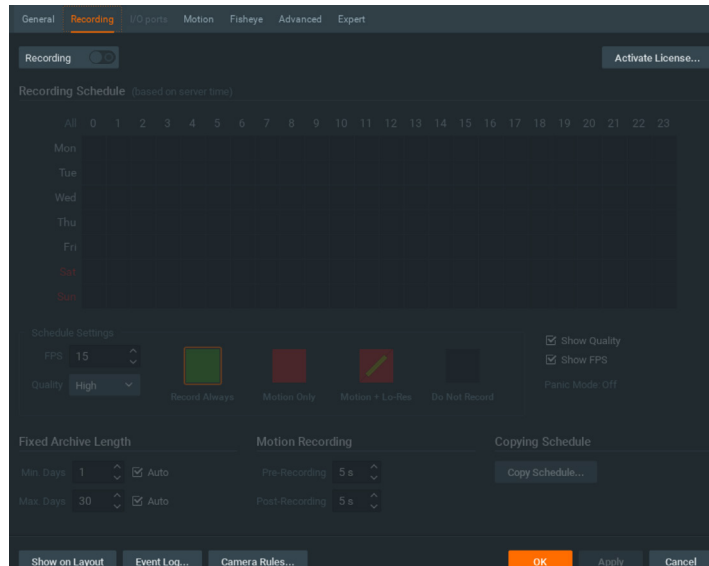 General Recording I/O ports Motion Fisheye Advanced Expert
Recording Activate License...
Recording Schedule (based on server time)
All 0 1 2 3 4 5 6 7 8 9 10 11 12 13 14 15 16 17 18 19 20 21 22 23
Mon
Tue
Wed
Thu
Fri
Sat
Sun
Schedule Settings
Show Quality
FPS 15 Show FPS
Quality High Panic Mode Off
Record Always Motion Only Motion + Lo-Res Do Not Record
Fixed Archive Length Motion Recording Copying Schedule
Min. Days 1 Auto Pre-Recording 5 s Copy Schedule...
Max. Days 30 Auto Post-Recording 5 s
Show on Layout Event Log... Camera Rules... OK Apply Cancel